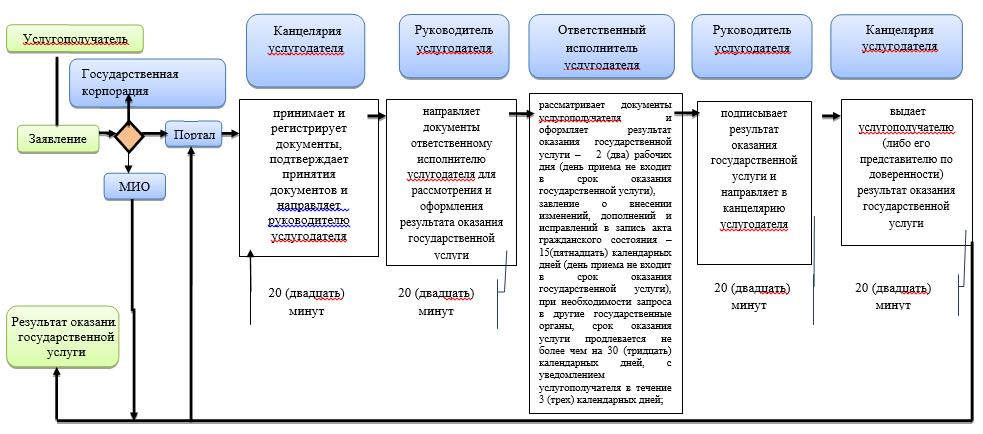 Услугополучатель
Государственная
корпорация
Заявление
Портал
МИО
Результат оказани
государственной
услуги
Канцелярия
услугодателя
принимает и
регистрирует
документы,
подтверждает
принятия
документов и
направляет
руководителю
услугодателя
20 (двадцать)
минут
Руководитель
услугодателя
направляет
документы
ответственному
исполнителю
услугодателя для
рассмотрения и
оформления
результата оказания
государственной
услуги
20 (двадцать)
минут
Ответственный
исполнитель
услугодателя
рассматривает документы
услугополучателя и
оформляет результат
оказания государственной
услуги – 2 (два) рабочих
дня (день приема не входит
в срок оказания
государственной услуги),
завление о внесении
изменений, дополнений и
исправлений в запись акта
гражданского состояния –
15(пятнадцать) календарных
дней (день приема не входит
в срок оказания
государственной услуги),
при необходимости запроса
в другие государственные
органы, срок оказания
услуги продлевается не
более чем на 30 (тридцать)
календарных дней, с
уведомлением
услугополучателя в течение
3 (трех) календарных дней;
Руководитель
услугодателя
подписывает
результат
оказания
государственной
услуги и
направляет в
канцелярию
услугодателя
20 (двадцать)
минут
Канцелярия
услугодателя
выдает
услугополучателю
(либо его
представителю по
доверенности)
результат оказания
государственной
услуги
20 (двадцать)
минут